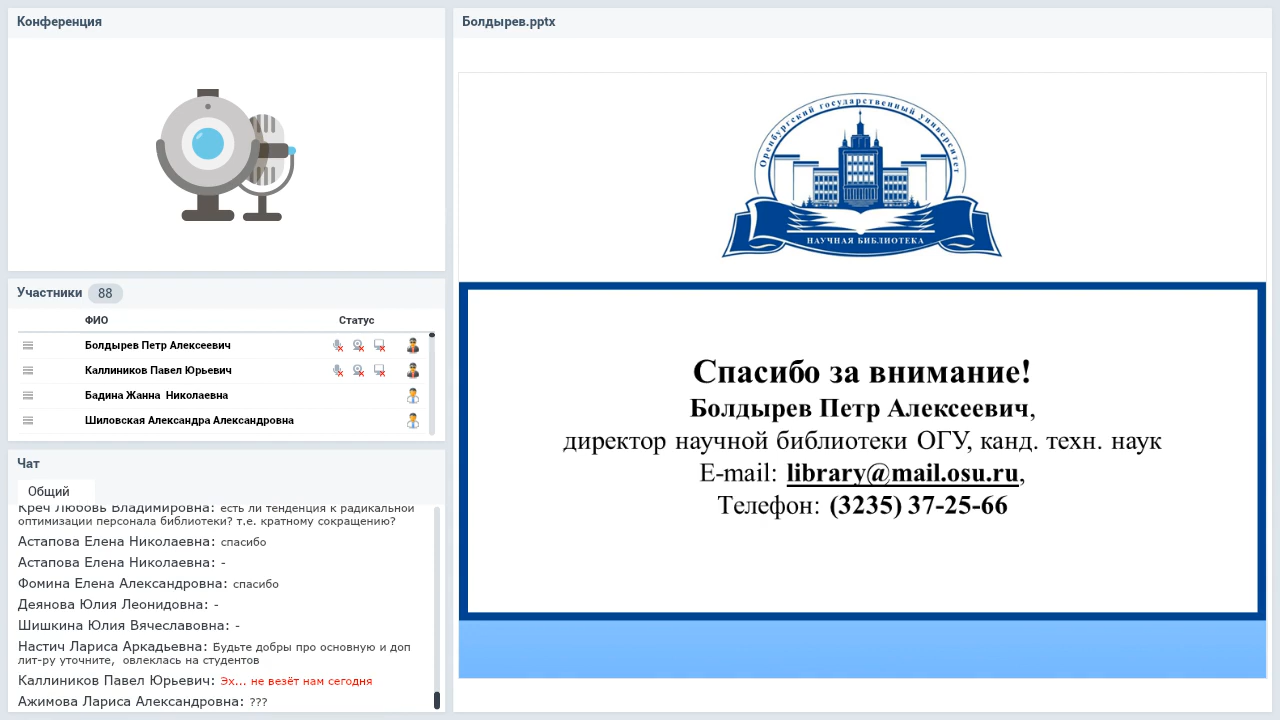 Конференция
Участники 88
ФИО Статус
Болдырев Петр Алексеевич
Каллиников Павел Юрьевич
Бадина Жанна  Николаевна
Шиловская Александра Александровна
Чат
Общий
Креч Любовь Владимировна: есть ли тенденция к радикальной
оптимизации персонала библиотеки? т.е. кратному сокращению?
Астапова Елена Николаевна: спасибо
Астапова Елена Николаевна: -
Фомина Елена Александровна: спасибо
Деянова Юлия Леонидовна: -
Шишкина Юлия Вячеславовна: -
Настич Лариса Аркадьевна: Будьте добры про основную и доп
лит-ру уточните,  овлеклась на студентов
Каллиников Павел Юрьевич: Эх... не везёт нам сегодня
Ажимова Лариса Александровна: ???
Болдырев.pptx
Оренбургский государственный университет
НАУЧНАЯ БИБЛИОТЕКА
Спасибо за внимание!
Болдырев Петр Алексеевич,
директор научной библиотеки ОГУ, канд. техн. наук
E-mail: library@mail.osu.ru,
Телефон: (3235) 37-25-66